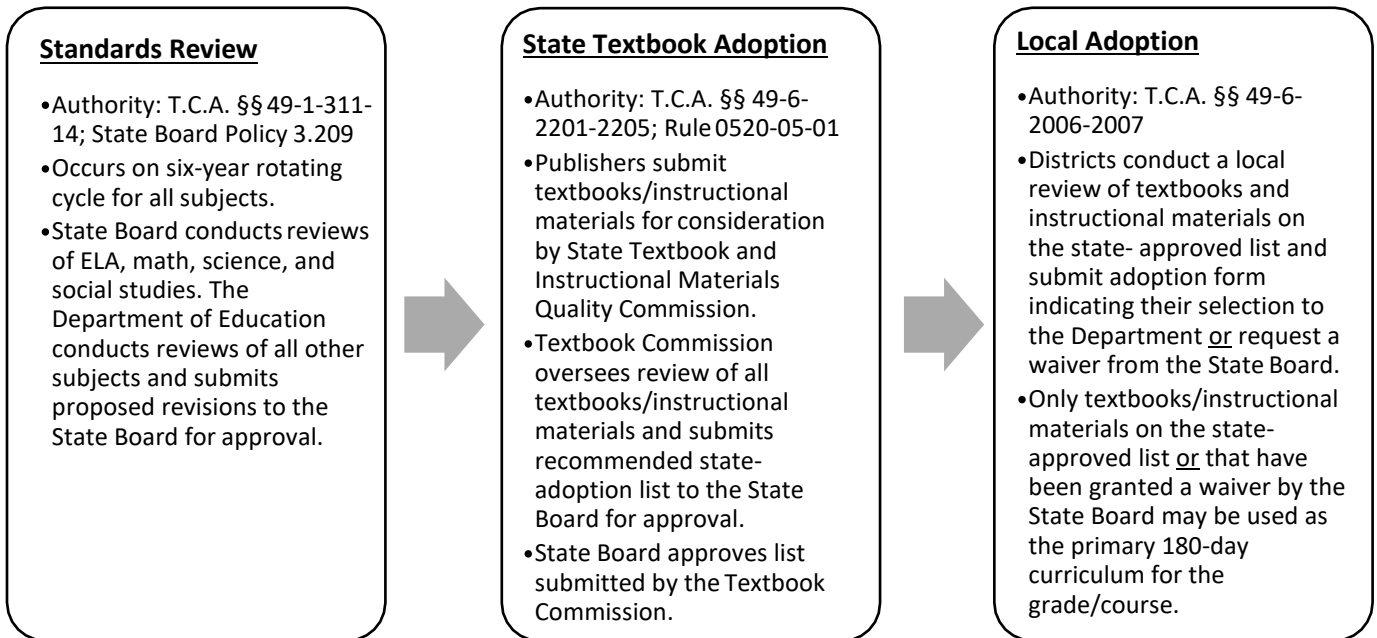 Standards Review
•Authority: T.C.A. §§ 49-1-311-
14; State Board Policy 3.209
•Occurs on six-year rotating
cycle for all subjects.
•State Board conducts reviews
of ELA, math, science, and
social studies. The
Department of Education
conducts reviews of all other
subjects and submits
proposed revisions to the
State Board for approval.
State Textbook Adoption
•Authority: T.C.A. §§ 49-6-
2201-2205; Rule 0520-05-01
•Publishers submit
textbooks/instructional
materials for consideration
by State Textbook and
Instructional Materials
Quality Commission.
•Textbook Commission
oversees review of all
textbooks/instructional
materials and submits
recommended state-
adoption list to the State
Board for approval.
•State Board approves list
submitted by the Textbook
Commission.
Local Adoption
•Authority: T.C.A. §§ 49-6-
2006-2007
•Districts conduct a local
review of textbooks and
instructional materials on
the state- approved list and
submit adoption form
indicating their selection to
the Department or request a
waiver from the State Board.
•Only textbooks/instructional
materials on the state-
approved list or that have
been granted a waiver by the
State Board may be used as
the primary 180-day
curriculum for the
grade/course.